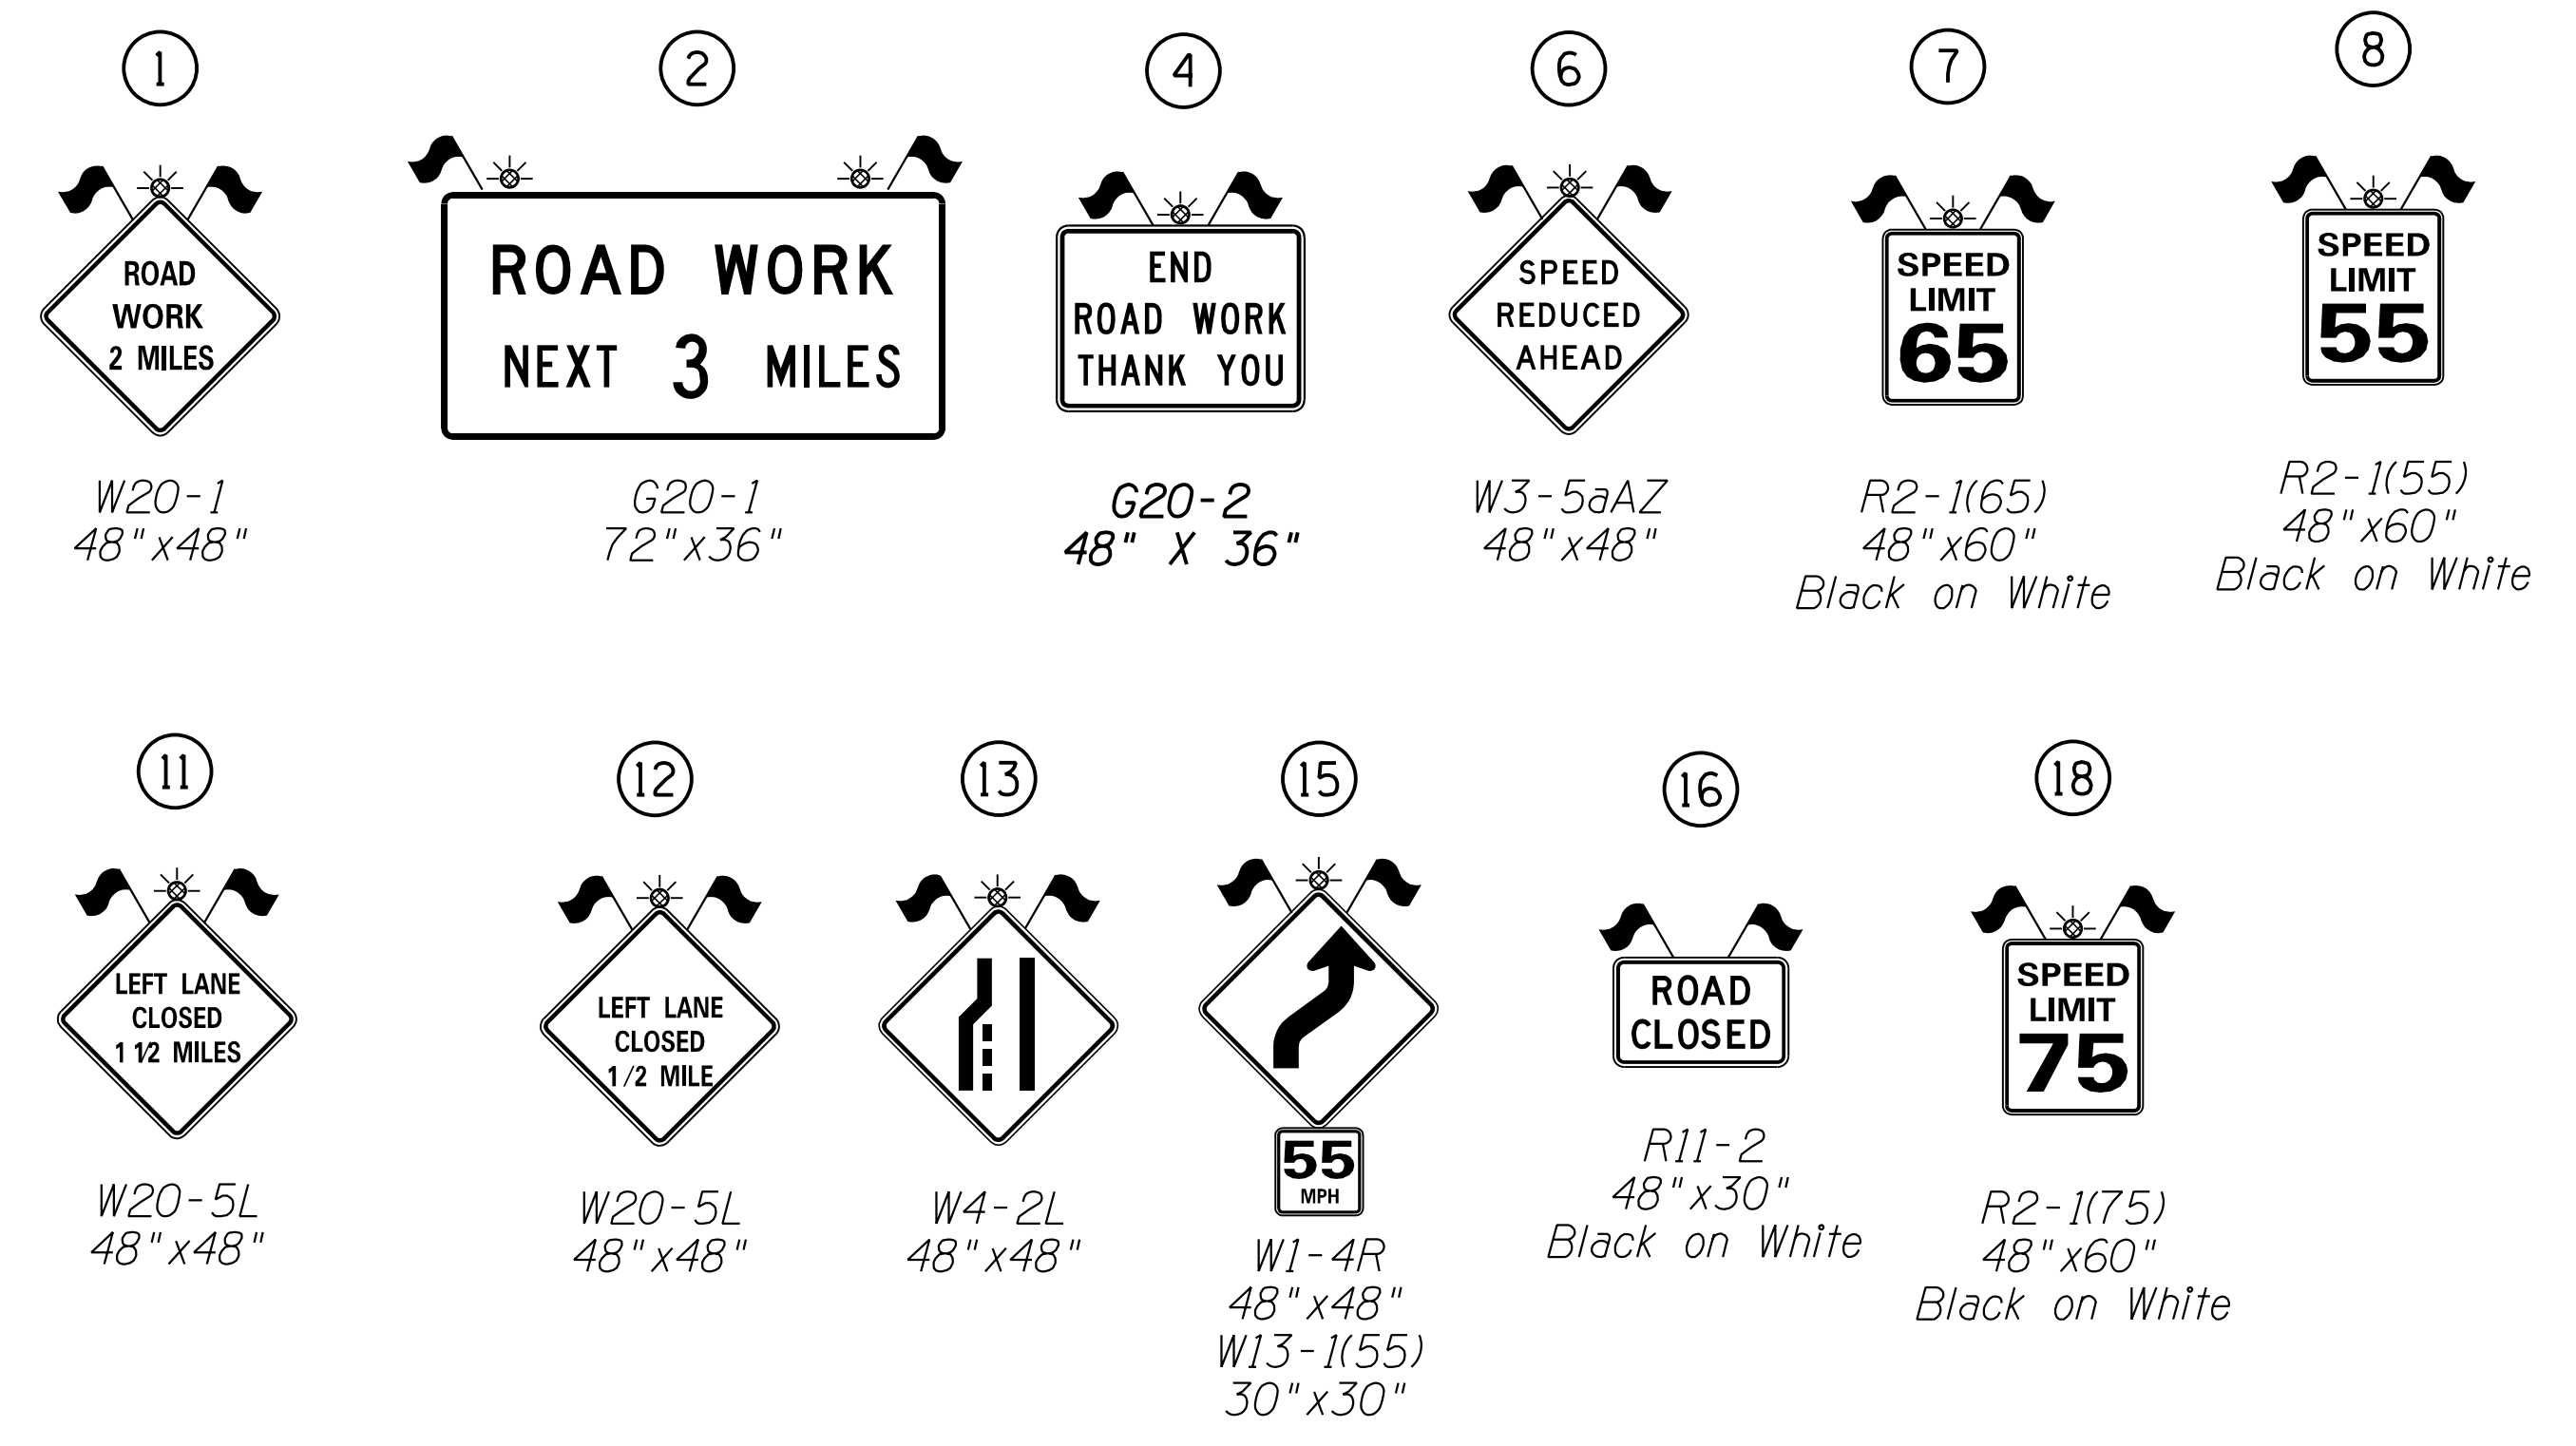 1
ROAD
WORK
2 MILES
W20-1
48"x48"
2
ROAD WORK
NEXT 3 MILES
G20-1
72"x36"
4
END
ROAD WORK
THANK YOU
G20-2
48" X 36"
6
SPEED
REDUCED
AHEAD
W3-5aAZ
48"x48"
7
SPEED
LIMIT
65
R2-1(65)
48"x60"
Black on White
8
SPEED
LIMIT
55
R2-1(55)
48"x60"
Black on White
11
LEFT LANE
CLOSED
1 1/2 MILES
W20-5L
48"x48"
12
LEFT LANE
CLOSED
1/2 MILE
W20-5L
48"x48"
13
W4-2L
48"x48"
15
55
MPH
W1-4R
48"x48"
W13-1(55)
30"x30"
16
ROAD
CLOSED
R11-2
48"x30"
Black on White
18
SPEED
LIMIT
75
R2-1(75)
48"x60"
Black on White